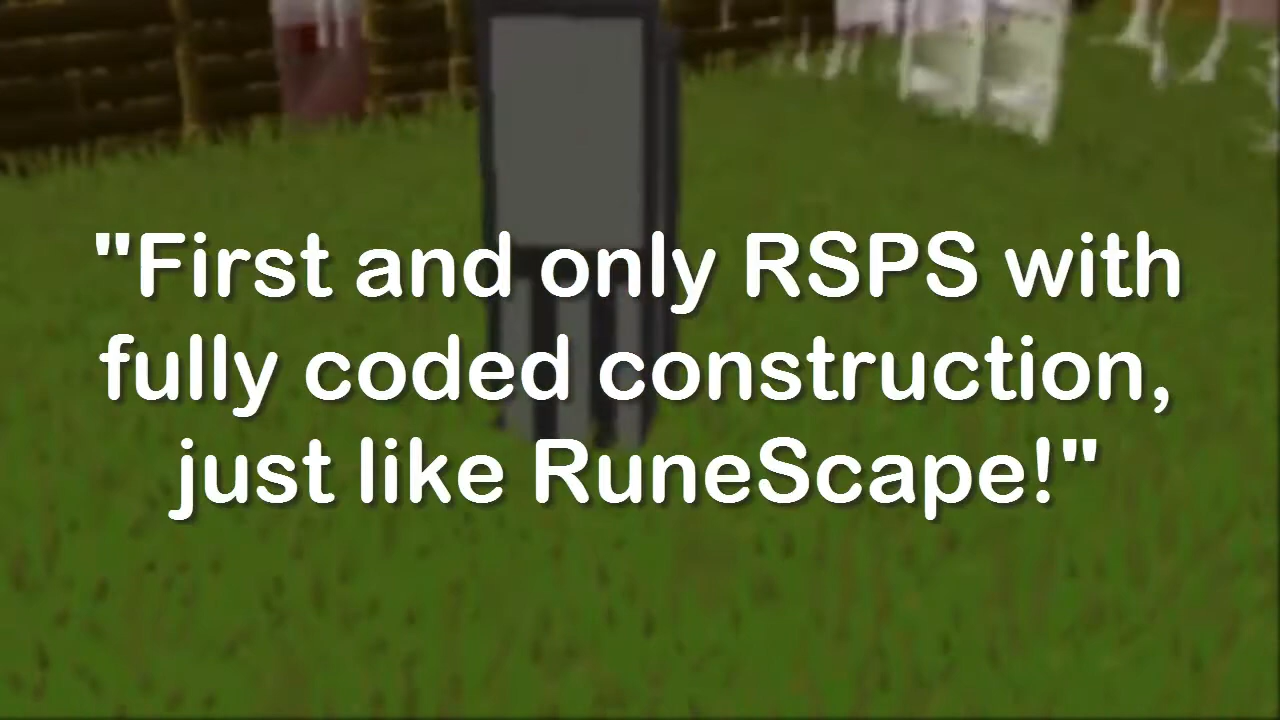 "First and only RSPS with
fully coded construction,
just like RuneScape!"